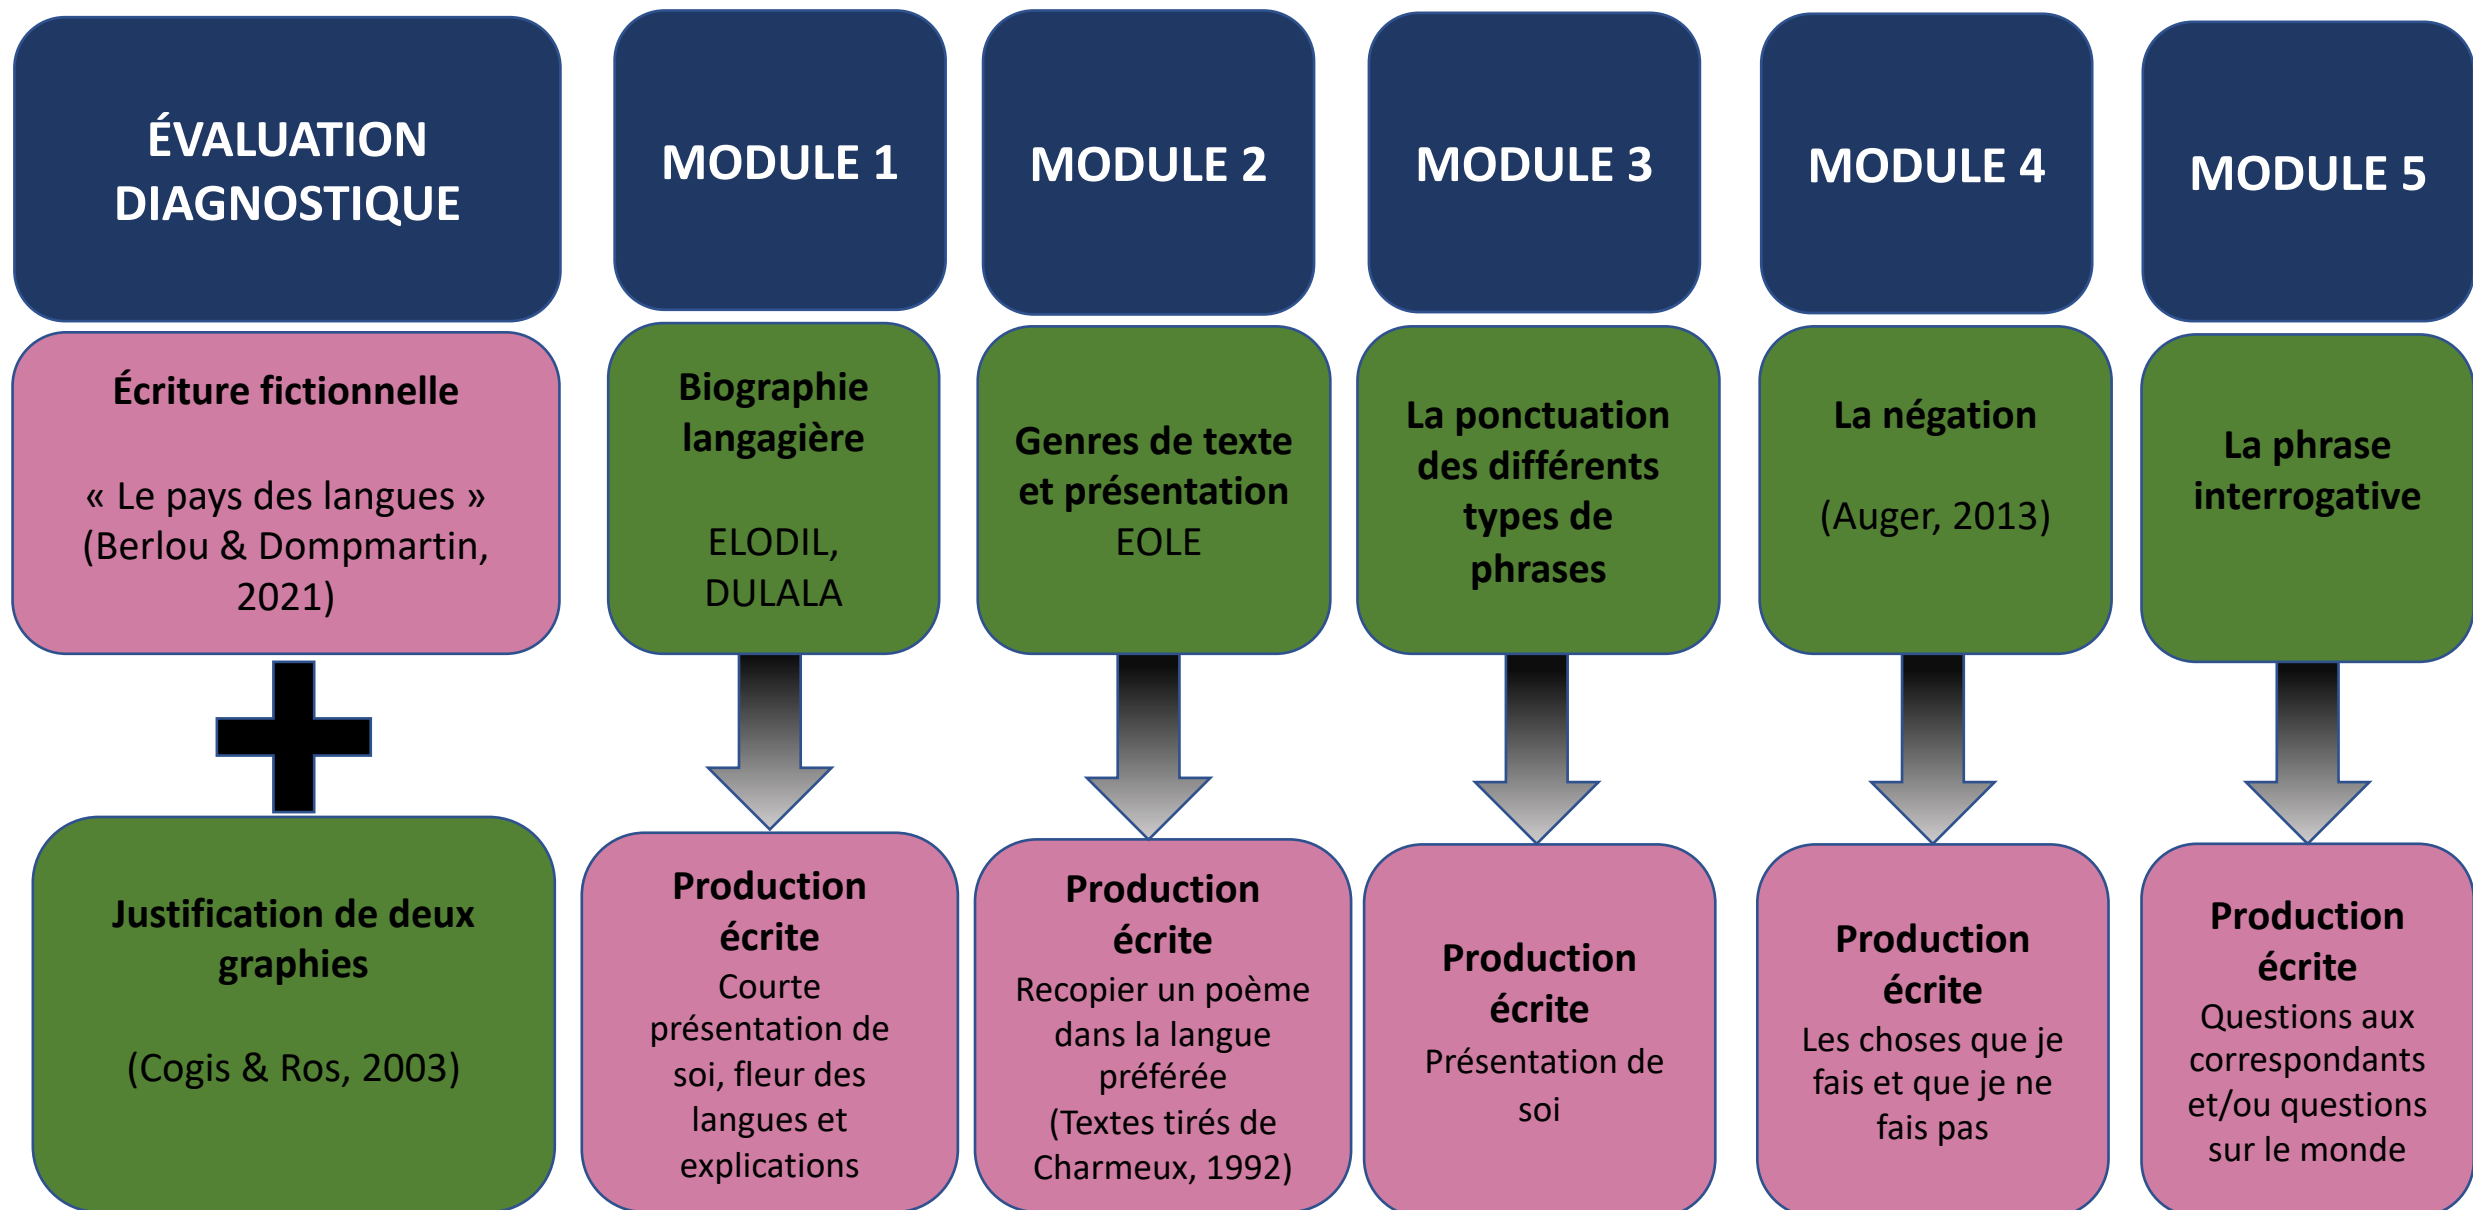 ÉVALUATION
DIAGNOSTIQUE
Écriture fictionnelle
« Le pays des langues »
(Berlou & Dompmartin,
2021)
Justification de deux
graphies
(Cogis & Ros, 2003)
MODULE 1
Biographie
langagière
ELODIL,
DULALA
Production
écrite
Courte
présentation de
soi, fleur des
langues et
explications
MODULE 2
Genres de texte
et présentation
EOLE
Production
écrite
Recopier un poème
dans la langue
préférée
(Textes tirés de
Charmeux, 1992)
MODULE 3
La ponctuation
des différents
types de
phrases
Production
écrite
Présentation de
soi
MODULE 4
La négation
(Auger, 2013)
Production
écrite
Les choses que je
fais et que je ne
fais pas
MODULE 5
La phrase
interrogative
Production
écrite
Questions aux
correspondants
et/ou questions
sur le monde